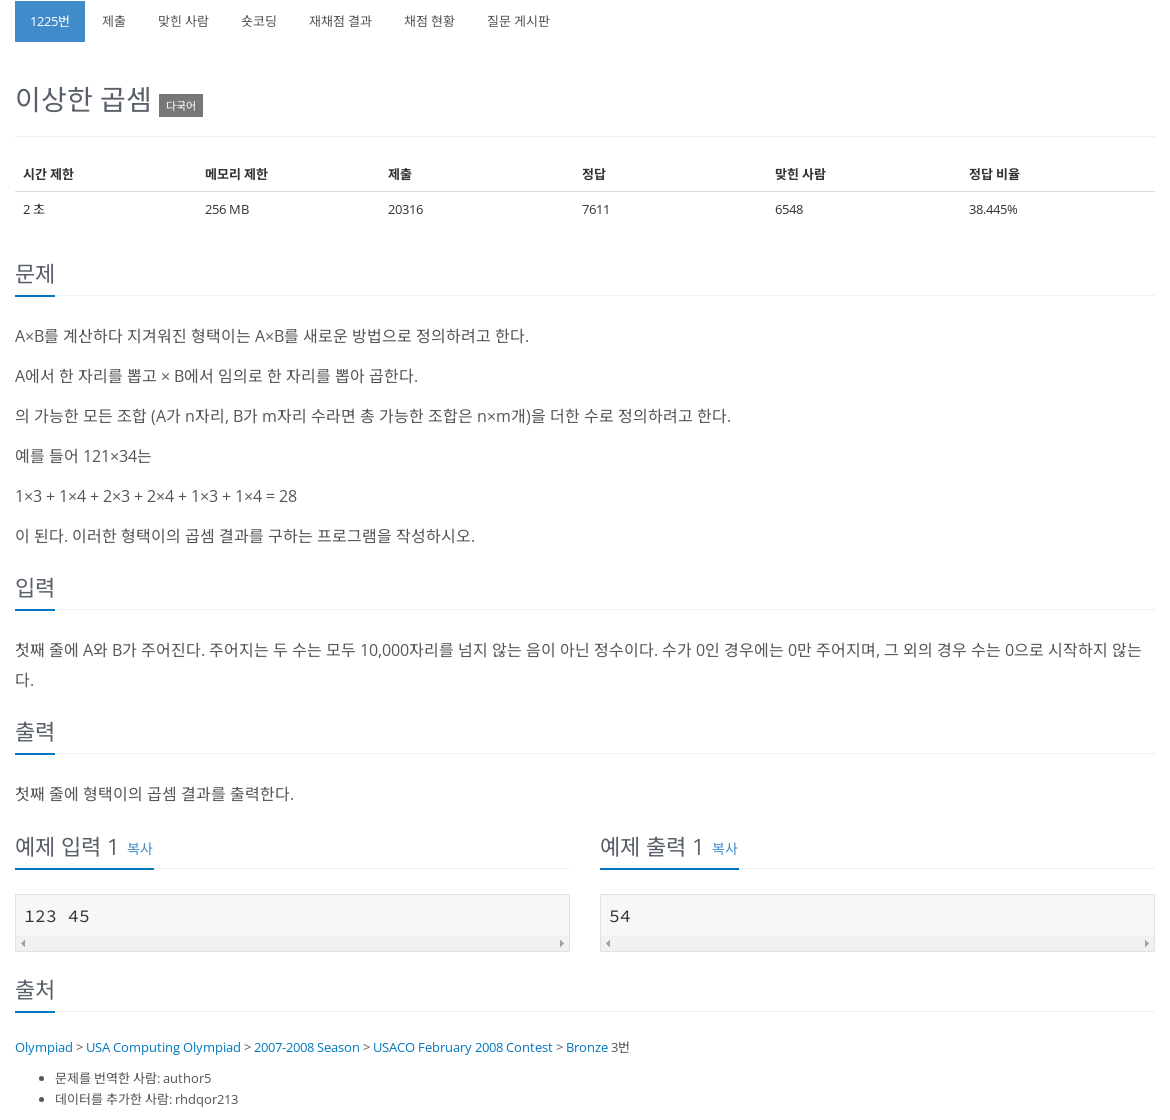 1225번 제출 맞힌 사람 숏코딩 재채점 결과 채점 현황 질문 게시판
이상한 곱셈 다국어
시간 제한 메모리 제한 제출 정답 맞힌 사람 정답 비율
2 초 256 MB 20316 7611 6548 38.445%
문제
A×B를 계산하다 지겨워진 형택이는 A×B를 새로운 방법으로 정의하려고 한다.
A에서 한 자리를 뽑고 × B에서 임의로 한 자리를 뽑아 곱한다.
의 가능한 모든 조합 (A가 n자리, B가 m자리 수라면 총 가능한 조합은 n×m개)을 더한 수로 정의하려고 한다.
예를 들어 121×34는
1×3 + 1×4 + 2×3 + 2×4 + 1×3 + 1×4 = 28
이 된다. 이러한 형택이의 곱셈 결과를 구하는 프로그램을 작성하시오.
입력
첫째 줄에 A와 B가 주어진다. 주어지는 두 수는 모두 10,000자리를 넘지 않는 음이 아닌 정수이다. 수가 0인 경우에는 0만 주어지며, 그 외의 경우 수는 0으로 시작하지 않는
다.
출력
첫째 줄에 형택이의 곱셈 결과를 출력한다.
예제 입력 1 복사
123 45
예제 출력 1 복사
54
출처
Olympiad > USA Computing Olympiad > 2007-2008 Season > USACO February 2008 Contest > Bronze 3번
• 문제를 번역한 사람: author5
• 데이터를 추가한 사람: rhdqor213